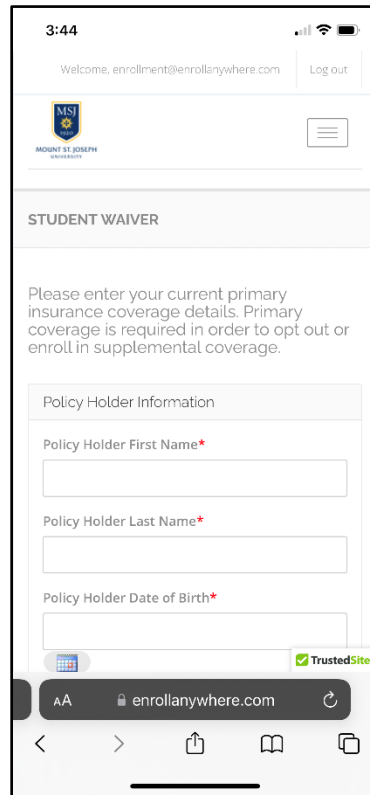 3:44
Welcome, enrollment@enrollanywhere.com
Log out
MSJ
1920
MOUNT ST. JOSEPH
UNIVERSITY
STUDENT WAIVER
Please enter your current primary
insurance coverage details. Primary
coverage is required in order to opt out or
enroll in supplemental coverage.
Policy Holder Information
Policy Holder First Name*
Policy Holder Last Name*
Policy Holder Date of Birth*
TrustedSite
AA
enrollanywhere.com